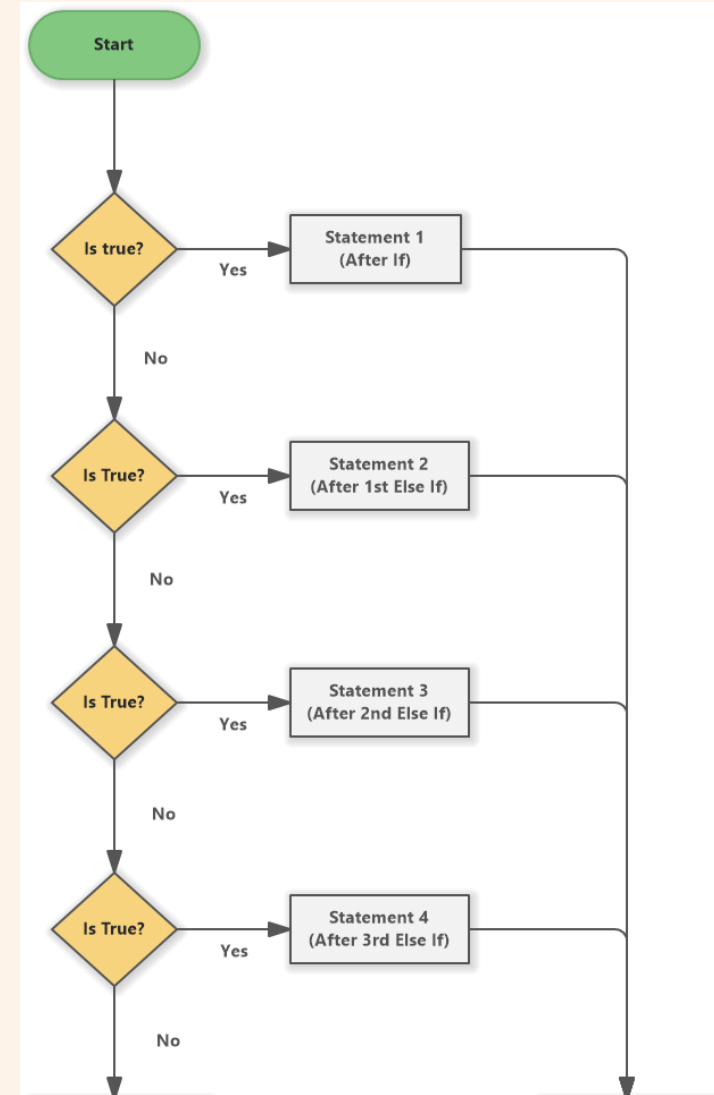 Start
Is true?
Yes
Statement 1
(After If)
No
Is True?
Yes
Statement 2
(After 1st Else If)
No
Is True?
Yes
Statement 3
(After 2nd Else If)
No
Is True?
Yes
Statement 4
(After 3rd Else If)
No